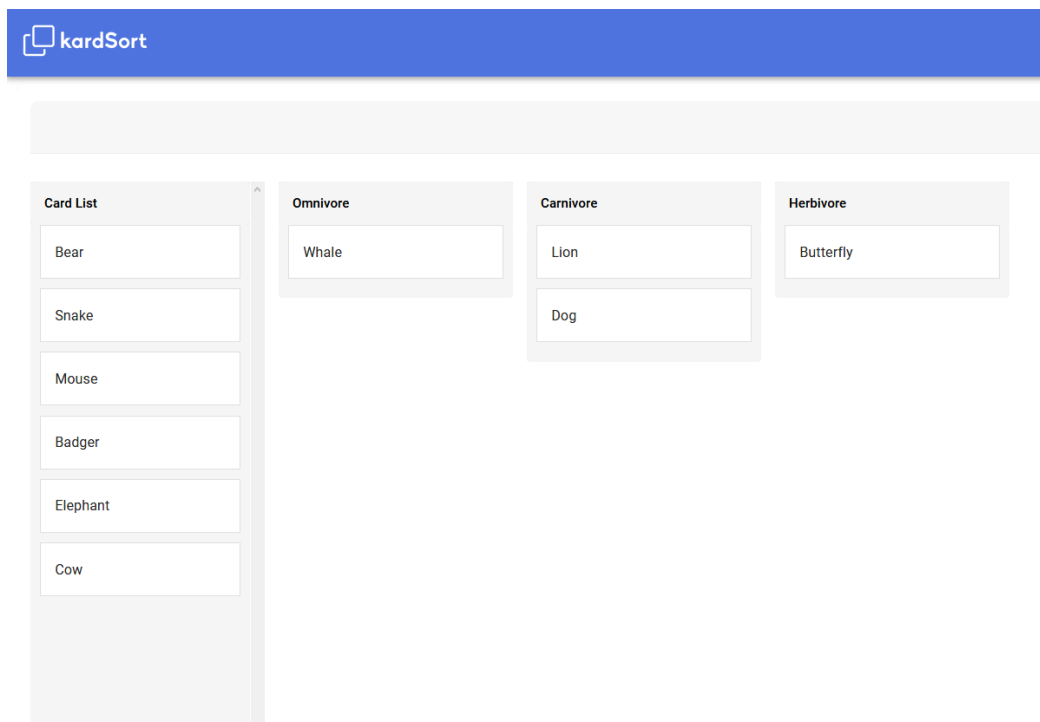 kardSort
Card List
Bear
Snake
Mouse
Badger
Elephant
Cow
Omnivore
Whale
Carnivore
Lion
Dog
Herbivore
Butterfly